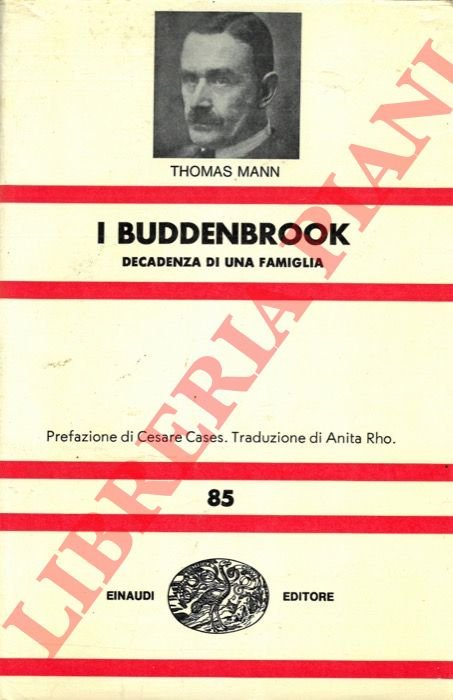 THOMAS MANN
I BUDDENBROOK
DECADENZA DI UNA FAMIGLIA
Prefazione di Cesare Cases. Traduzione di Anita Rho.
85
EINAUDI EDITORE
LIBRERIA PIANI